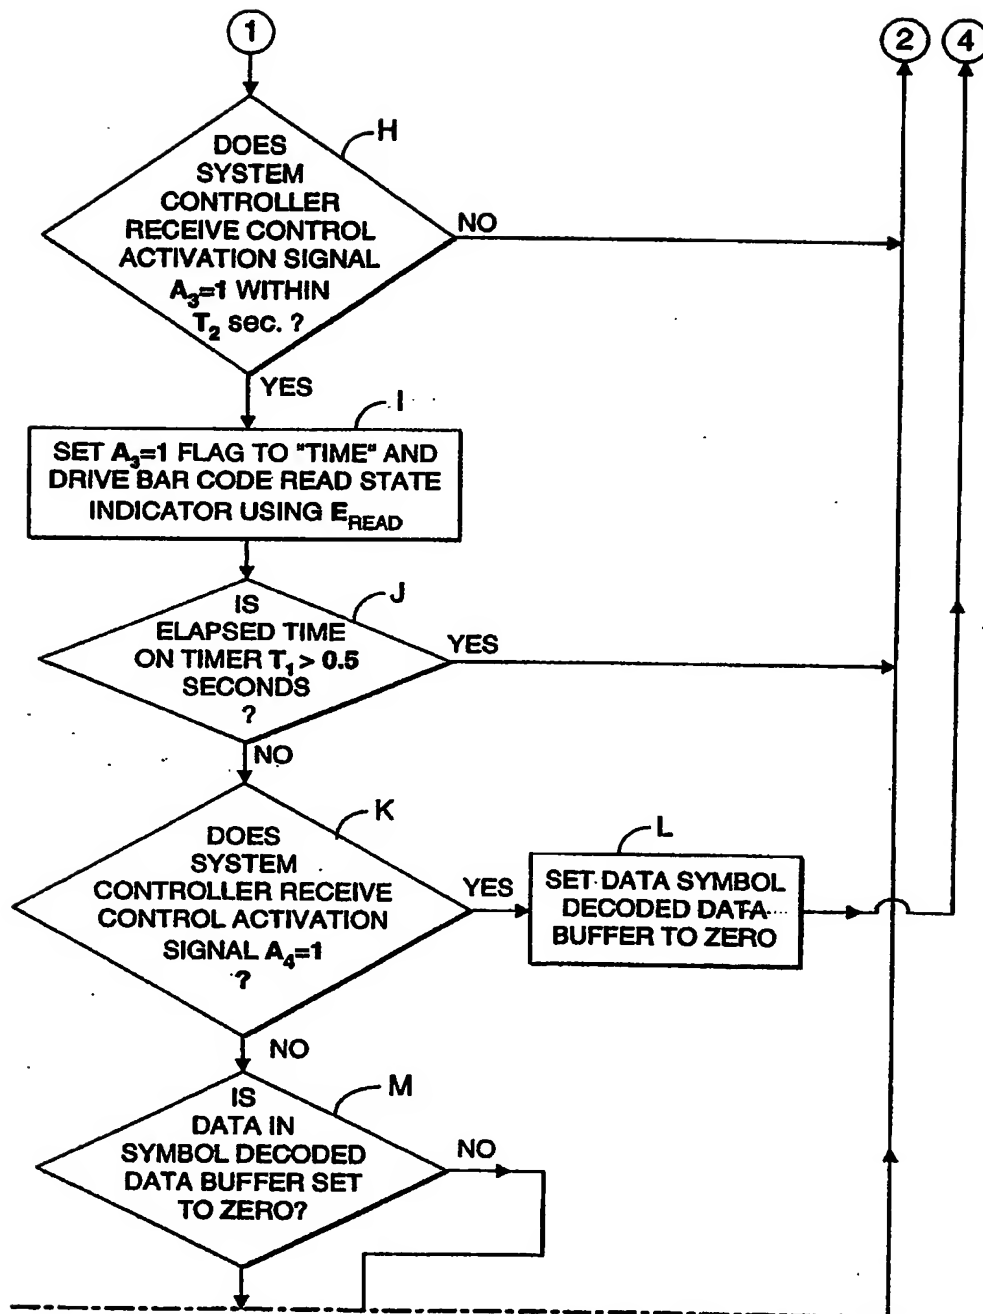 1
2
4
H
DOES
SYSTEM
CONTROLLER
RECEIVE CONTROL
ACTIVATION SIGNAL
A₃=1 WITHIN
T₂ sec. ?
NO
YES
I
SET A₃=1 FLAG TO "TIME" AND
DRIVE BAR CODE READ STATE
INDICATOR USING E_READ
J
IS
ELAPSED TIME
ON TIMER T₁ > 0.5
SECONDS
?
YES
NO
K
DOES
SYSTEM
CONTROLLER RECEIVE
CONTROL ACTIVATION
SIGNAL A₄=1
?
YES
L
SET DATA SYMBOL
DECODED DATA
BUFFER TO ZERO
NO
M
IS
DATA IN
SYMBOL DECODED
DATA BUFFER SET
TO ZERO?
NO